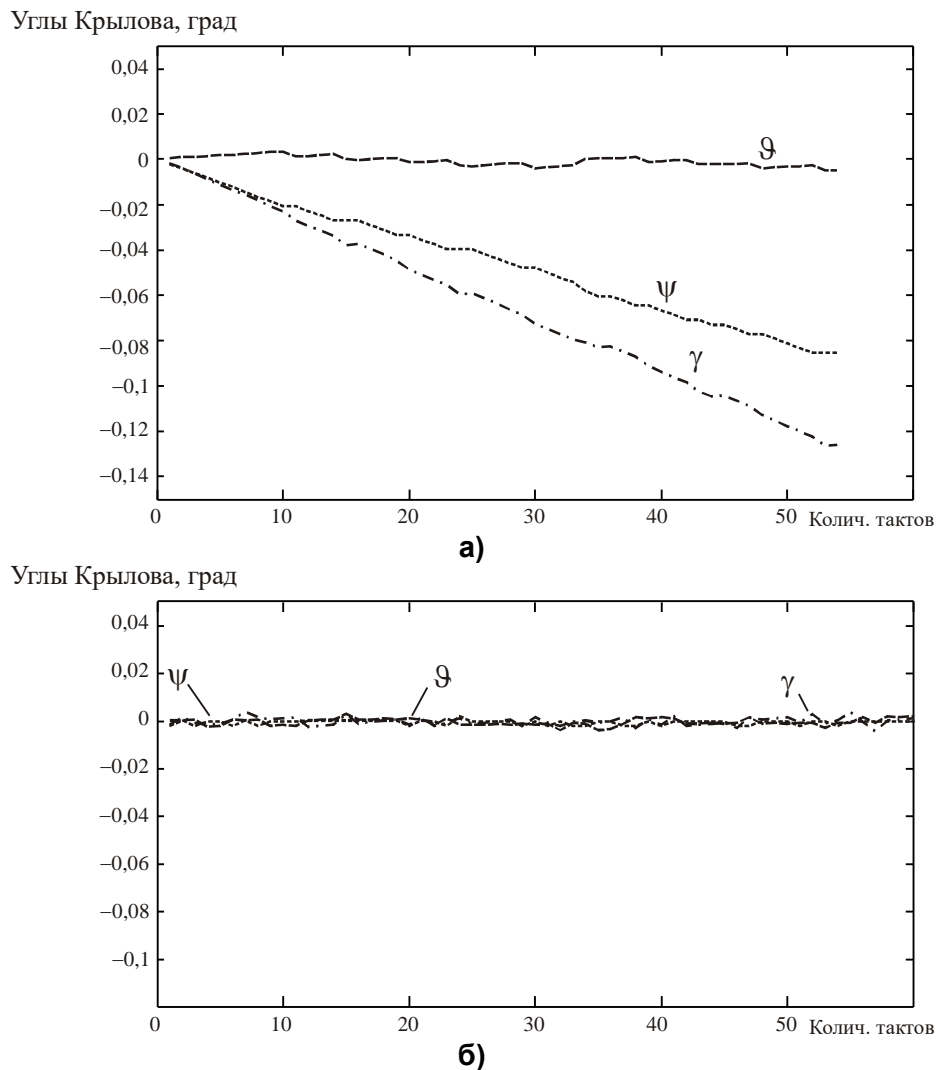 Углы Крылова, град
0,04
0,02
0
–0,02
–0,04
–0,06
–0,08
–0,1
–0,12
–0,14
ϑ
ψ
γ
0 10 20 30 40 50 Колич. тактов
а)
Углы Крылова, град
0,04
0,02
0
–0,02
–0,04
–0,06
–0,08
–0,1
ψ ϑ γ
0 10 20 30 40 50 Колич. тактов
б)